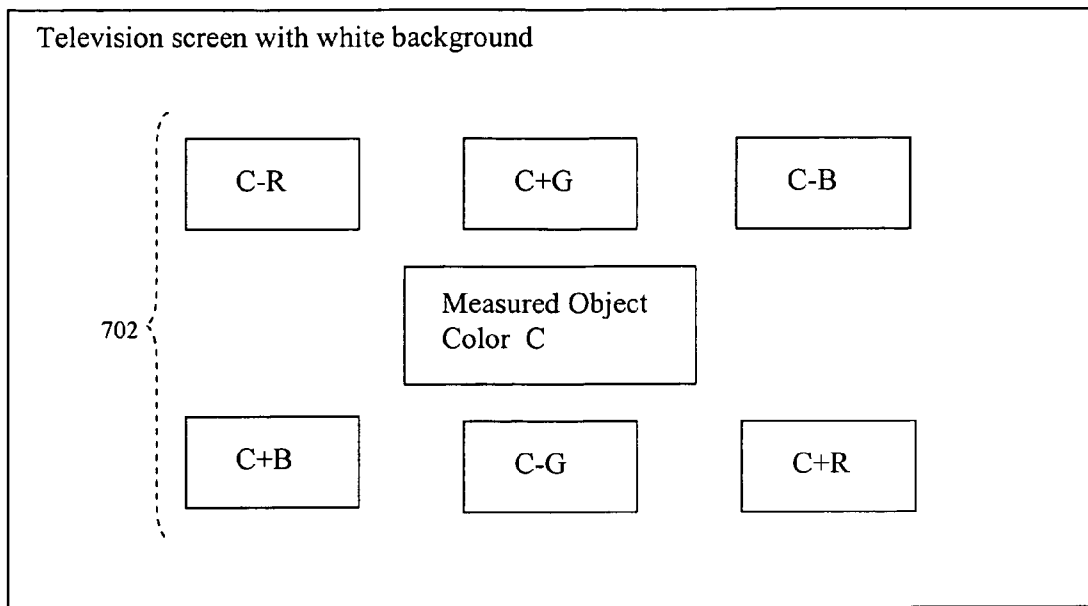 Television screen with white background
C-R
C+G
C-B
Measured Object
Color C
702
C+B
C-G
C+R